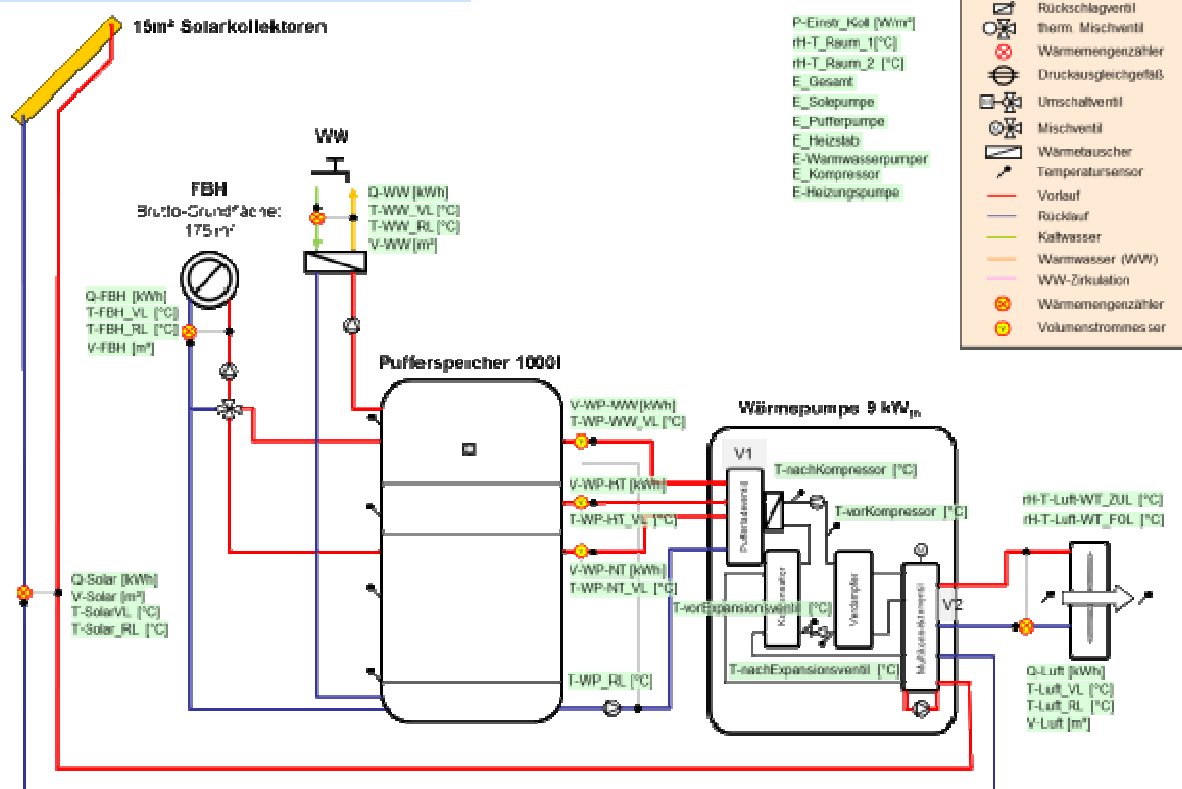 15m² Solarkollektoren
P-Einstr_Koll [W/m²]
rH-T_Raum_1[°C]
rH-T_Raum_2 [°C]
E_Gesamt
E_Solepumpe
E_Pufferpumpe
E_Heizstab
E-Warmwasserpumper
E_Kompressor
E-Heizungspumpe
Rückschlagventil
therm. Mischventil
Wärmemengenzähler
Druckausgleichgefäß
Umschaltventil
Mischventil
Wärmetauscher
Temperatursensor
Vorlauf
Rücklauf
Kaltwasser
Warmwasser (WW)
WW-Zirkulation
Wärmemengenzähler
Volumenstrommesser
WW
Q-WW [kWh]
T-WW_VL [°C]
T-WW_RL [°C]
V-WW [m³]
FBH
Brutto-Grundfläche:
175 m²
Q-FBH [kWh]
T-FBH_VL [°C]
T-FBH_RL [°C]
V-FBH [m³]
Pufferspeicher 1000l
V-WP-WW [kWh]
T-WP-WW_VL [°C]
V-WP-HT [kWh]
T-WP-HT_VL [°C]
V-WP-NT [kWh]
T-WP-NT_VL [°C]
T-WP_RL [°C]
Wärmepumpe 9 kW
V1
Pufferladeventil
T-nachKompressor [°C]
T-vorKompressor [°C]
T-vorExpansionsventil [°C]
Kondensator
Verdampfer
V2
T-nachExpansionsventil [°C]
rH-T-Luft-WT_ZUL [°C]
rH-T-Luft-WT_FOL [°C]
Q-Luft [kWh]
T-Luft_VL [°C]
T-Luft_RL [°C]
V-Luft [m³]
Q-Solar [kWh]
V-Solar [m³]
T-SolarVL [°C]
T-Solar_RL [°C]